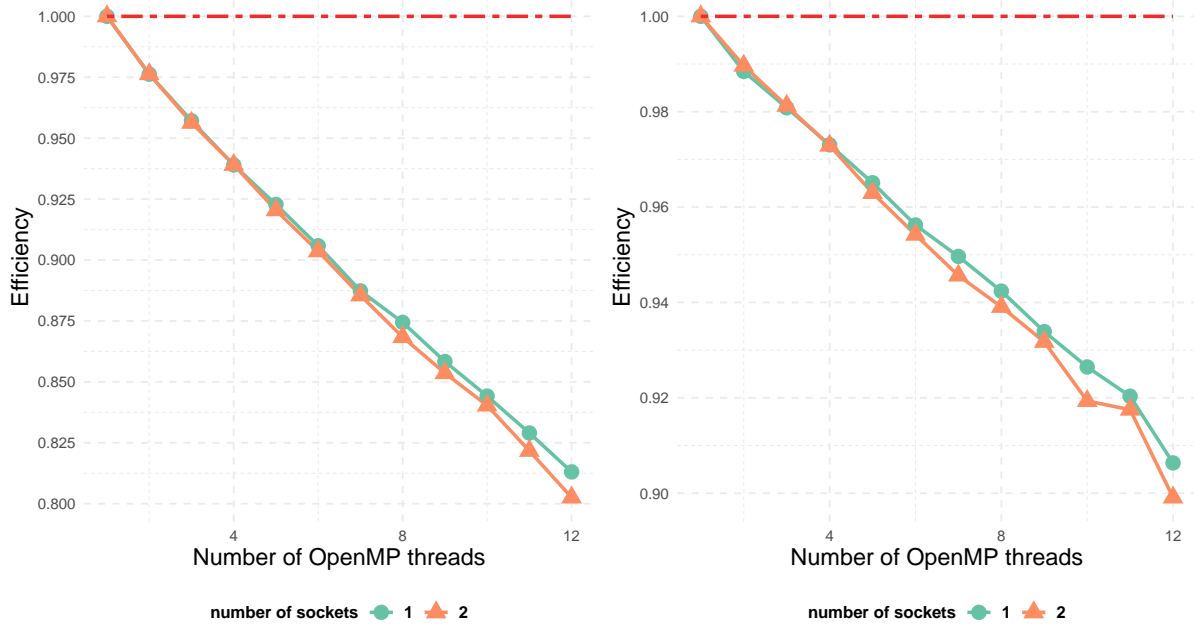 1.000
0.975
0.950
0.925
0.900
0.875
0.850
0.825
0.800
Efficiency
4 8 12
Number of OpenMP threads
number of sockets 1 2
1.00
0.98
0.96
0.94
0.92
0.90
Efficiency
4 8 12
Number of OpenMP threads
number of sockets 1 2